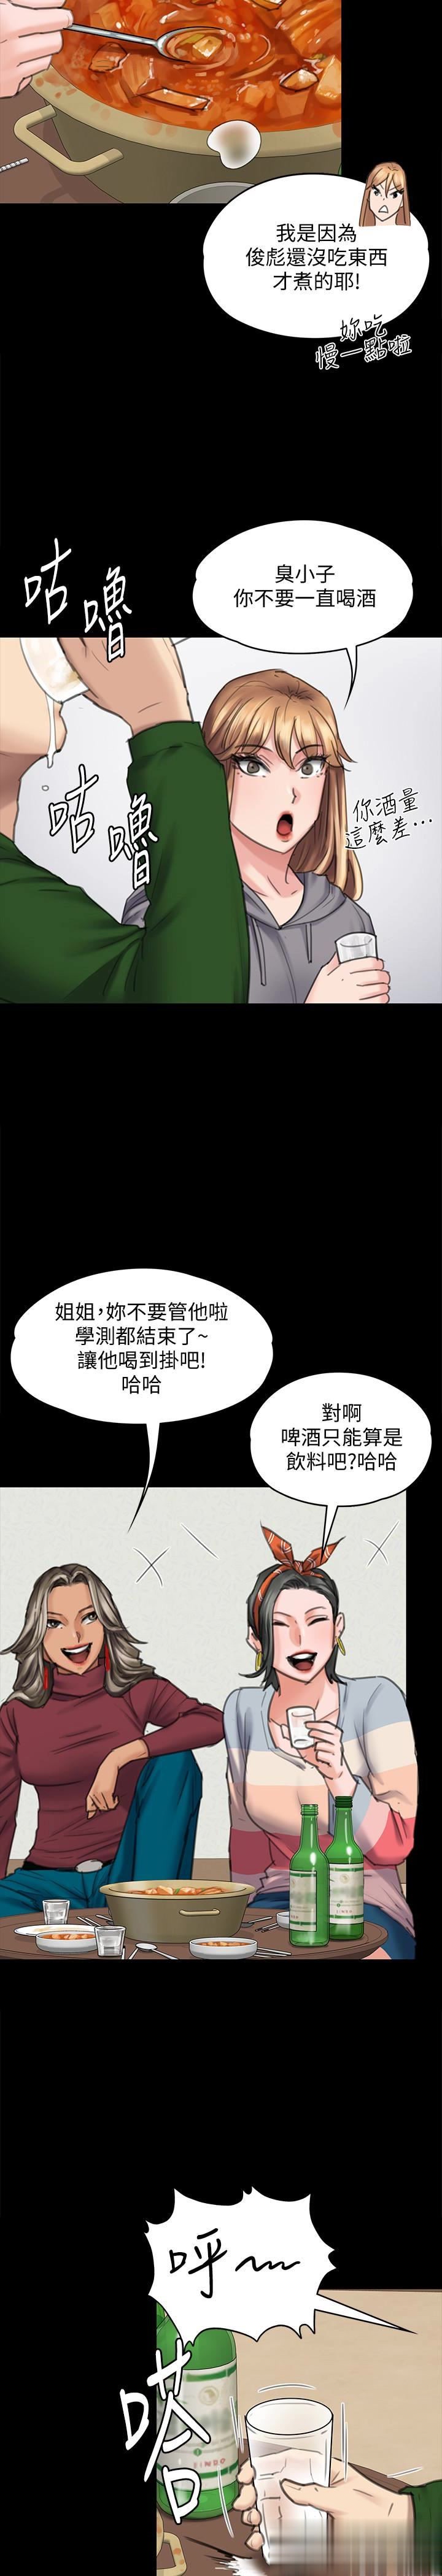 我是因為
俊彪還沒吃東西
才煮的耶!
妳吃
慢一點啦
臭小子
你不要一直喝酒
咕
嚕
咕
嚕
你酒量
這麼差…
姐姐,妳不要管他啦
學測都結束了~
讓他喝到掛吧!
哈哈
對啊
啤酒只能算是
飲料吧?哈哈
呼~
嗒